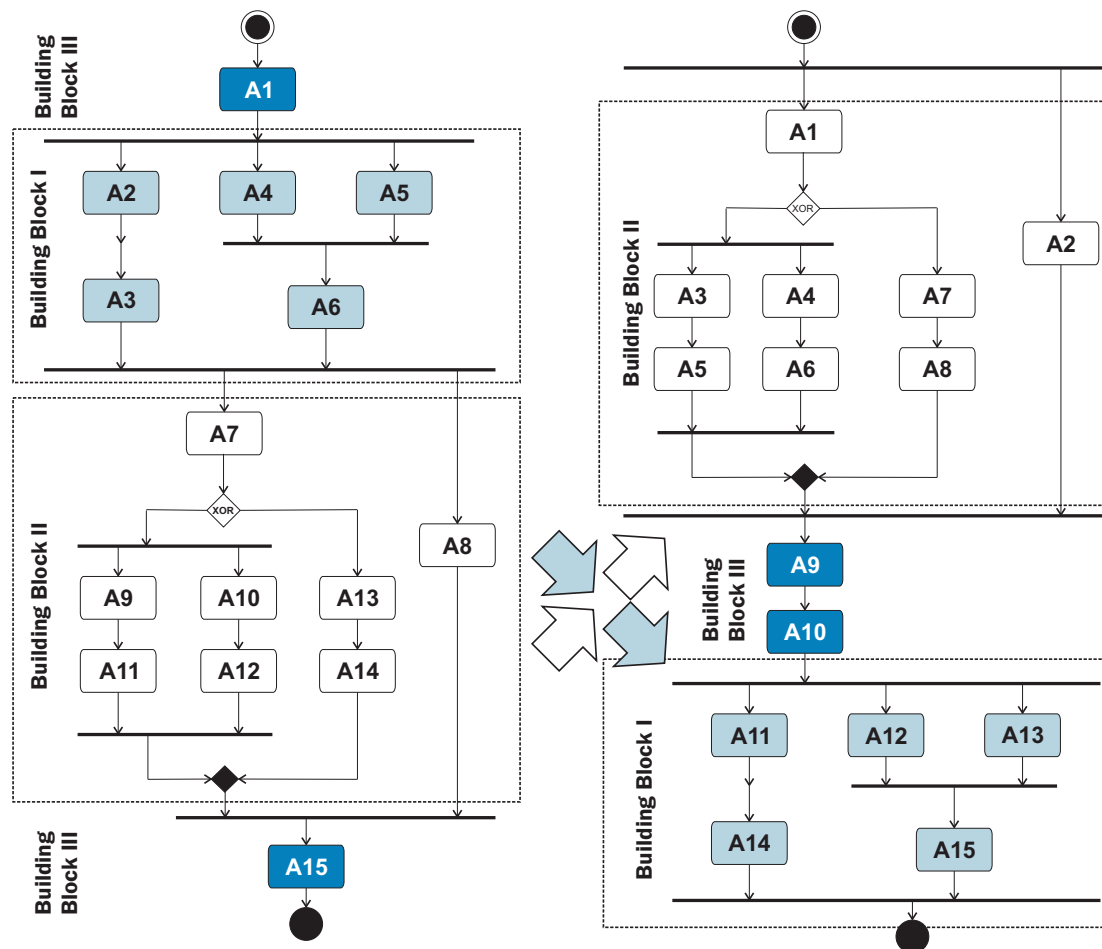 Building
Block III
A1
Building Block I
A2
A4
A5
A3
A6
Building Block II
A7
XOR
A8
A9
A10
A13
A11
A12
A14
Building
Block III
A15
Building Block II
A1
XOR
A2
A3
A4
A7
A5
A6
A8
Building
Block III
A9
A10
Building Block I
A11
A12
A13
A14
A15